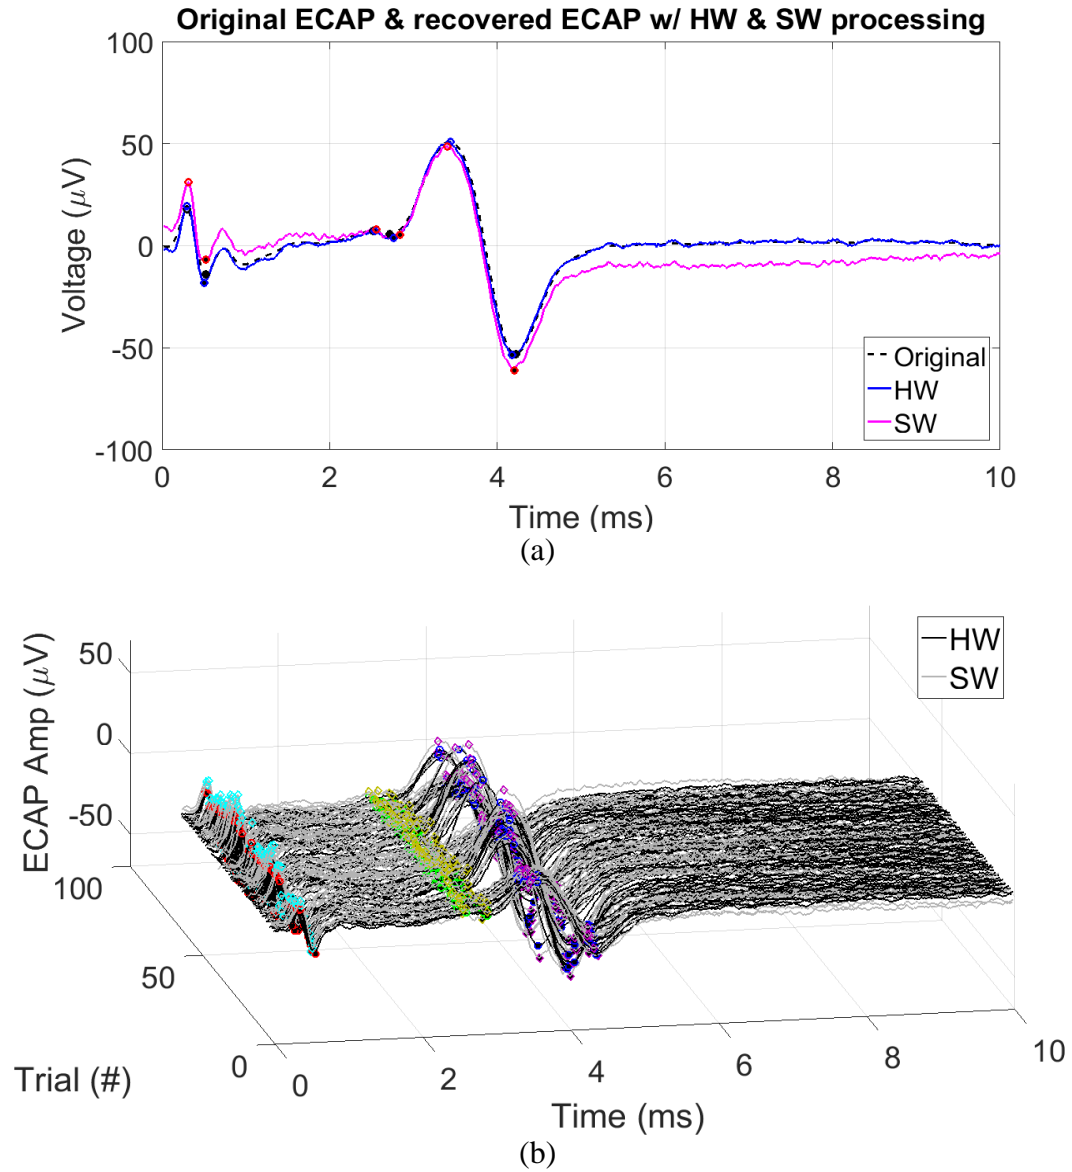 Original ECAP & recovered ECAP w/ HW & SW processing
100
50
0
-50
-100
Voltage (μV)
Original
HW
SW
0 2 4 6 8 10
Time (ms)
(a)
HW
SW
50
0
-50
ECAP Amp (μV)
100
50
0
Trial (#)
0 2 4 6 8 10
Time (ms)
(b)